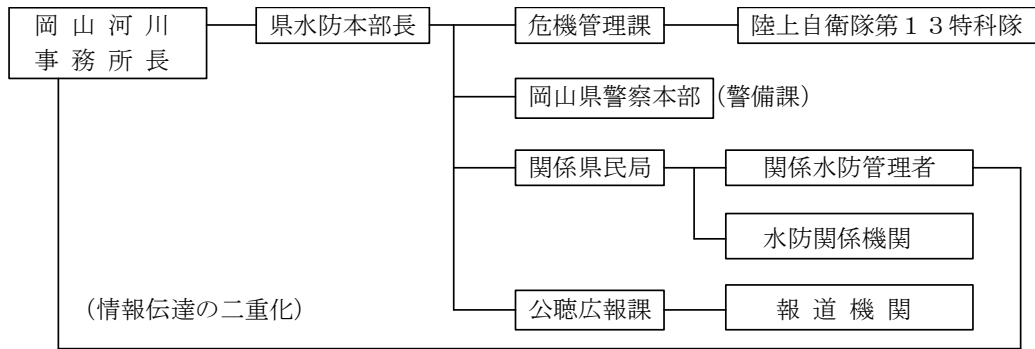 岡 山 河 川
事 務 所 長
県水防本部長
危機管理課
陸上自衛隊第１３特科隊
岡山県警察本部 (警備課)
関係県民局
関係水防管理者
水防関係機関
(情報伝達の二重化)
公聴広報課
報 道 機 関